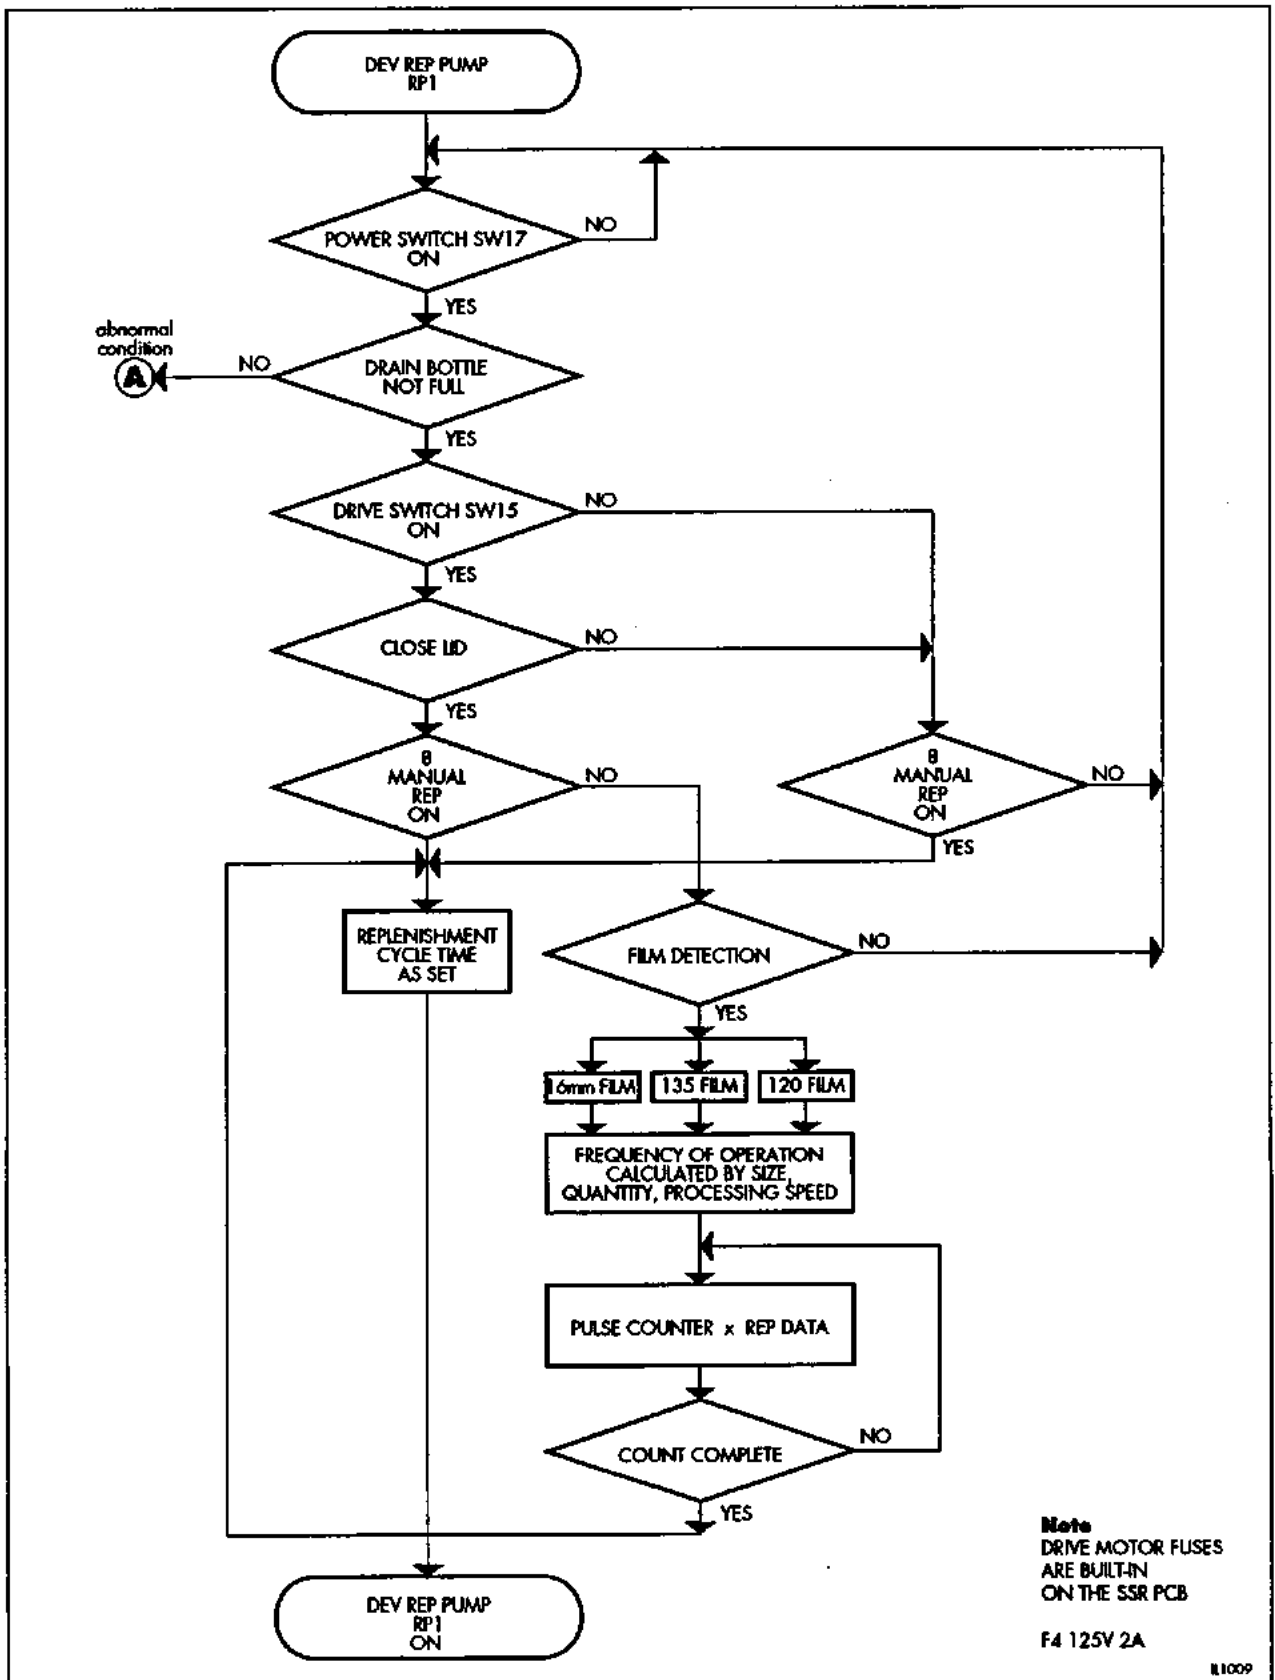 DEV REP PUMP
RP1
POWER SWITCH SW17
ON
NO
YES
abnormal
condition
A
NO
DRAIN BOTTLE
NOT FULL
YES
DRIVE SWITCH SW15
ON
NO
YES
CLOSE LID
NO
YES
8
MANUAL
REP
ON
NO
8
MANUAL
REP
ON
NO
YES
REPLENISHMENT
CYCLE TIME
AS SET
FILM DETECTION
NO
YES
16mm FILM
135 FILM
120 FILM
FREQUENCY OF OPERATION
CALCULATED BY SIZE,
QUANTITY, PROCESSING SPEED
PULSE COUNTER x REP DATA
COUNT COMPLETE
NO
YES
DEV REP PUMP
RP1
ON
Note
DRIVE MOTOR FUSES
ARE BUILT-IN
ON THE SSR PCB
F4 125V 2A
IL1009